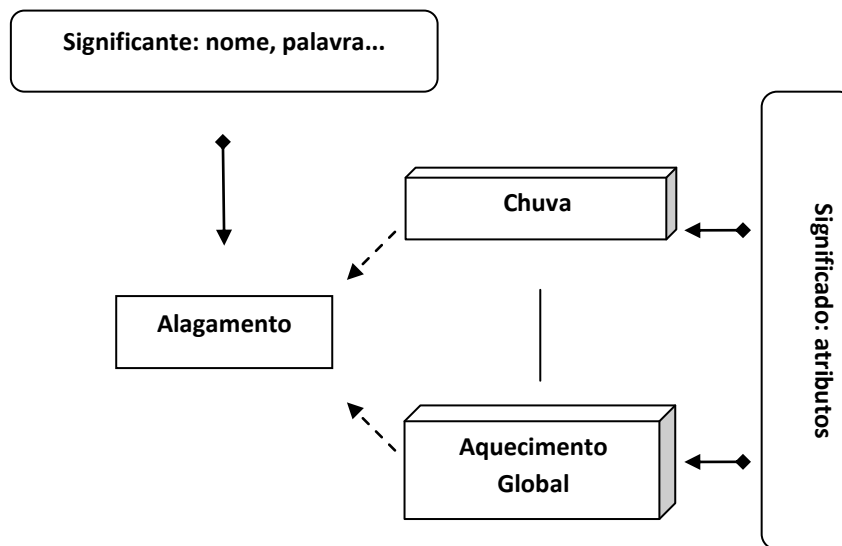 Significante: nome, palavra...
Chuva
Alagamento
Aquecimento
Global
Significado: atributos